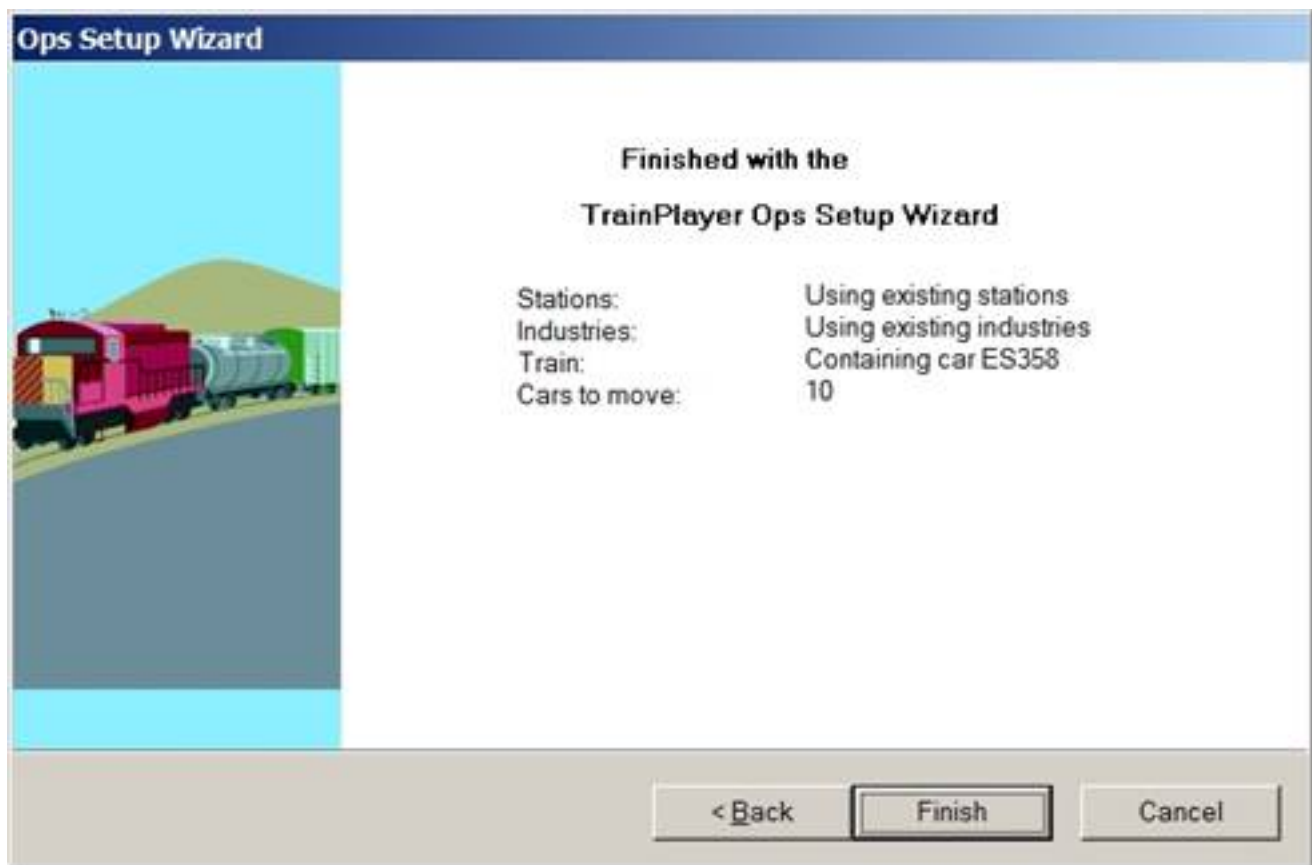 Ops Setup Wizard
Finished with the
TrainPlayer Ops Setup Wizard
Stations: Using existing stations
Industries: Using existing industries
Train: Containing car ES358
Cars to move: 10
< Back Finish Cancel